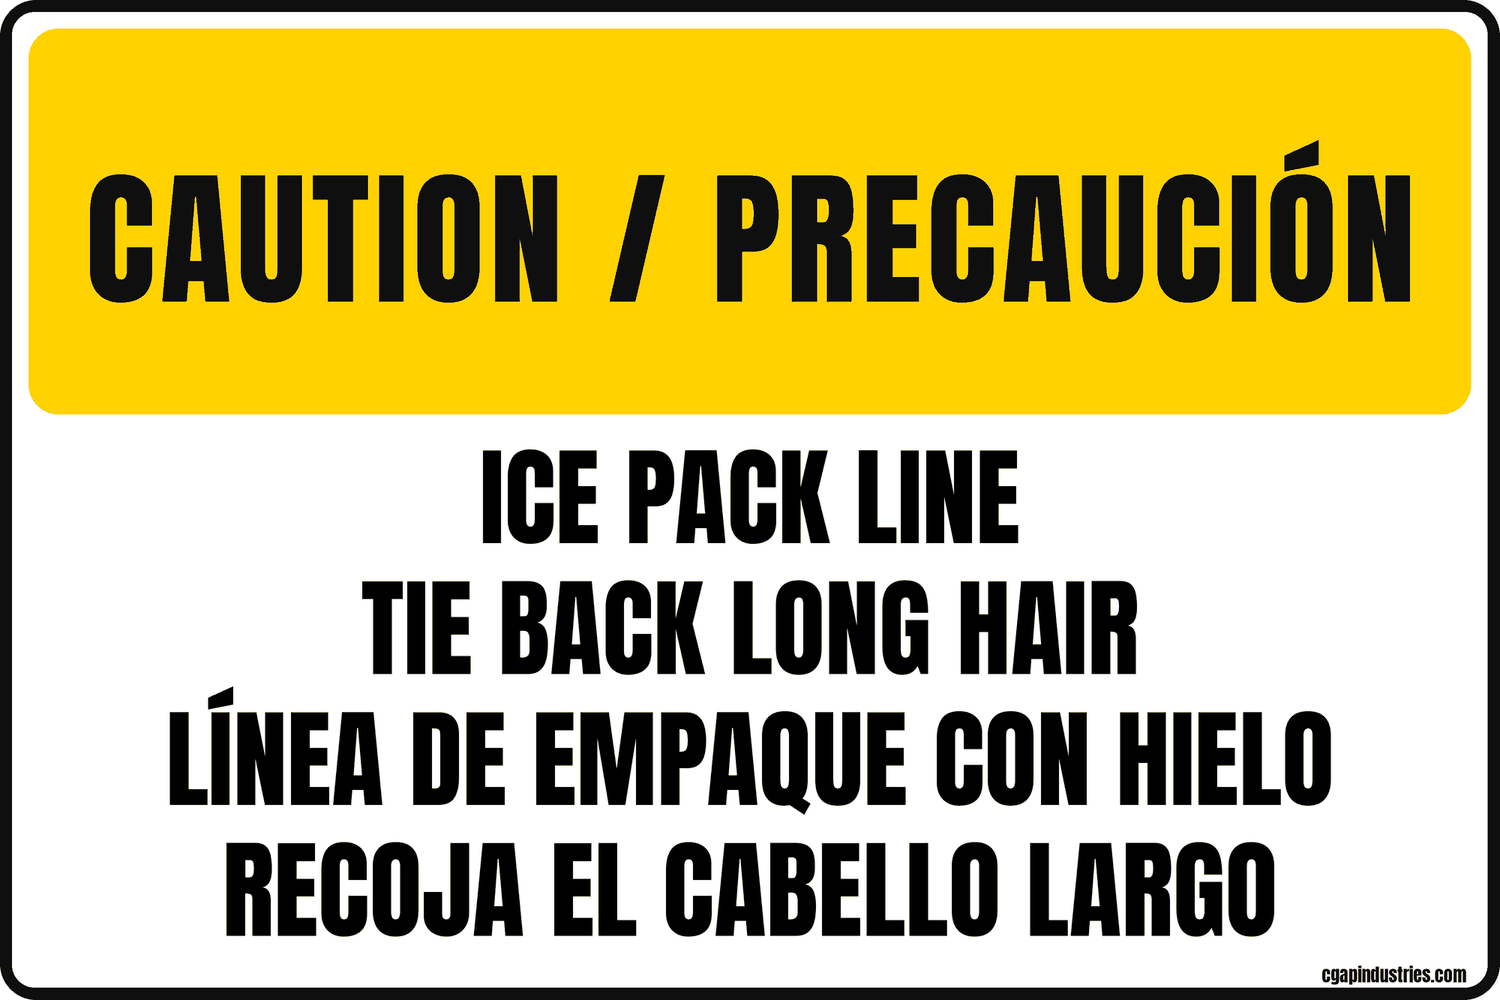 CAUTION / PRECAUCIÓN
ICE PACK LINE
TIE BACK LONG HAIR
LÍNEA DE EMPAQUE CON HIELO
RECOJA EL CABELLO LARGO
cgapindustries.com